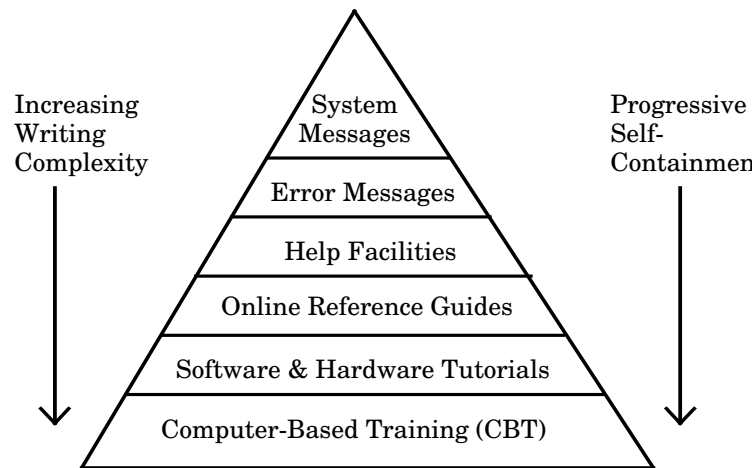 Increasing
Writing
Complexity
System
Messages
Error Messages
Help Facilities
Online Reference Guides
Software & Hardware Tutorials
Computer-Based Training (CBT)
Progressive
Self-
Containmen